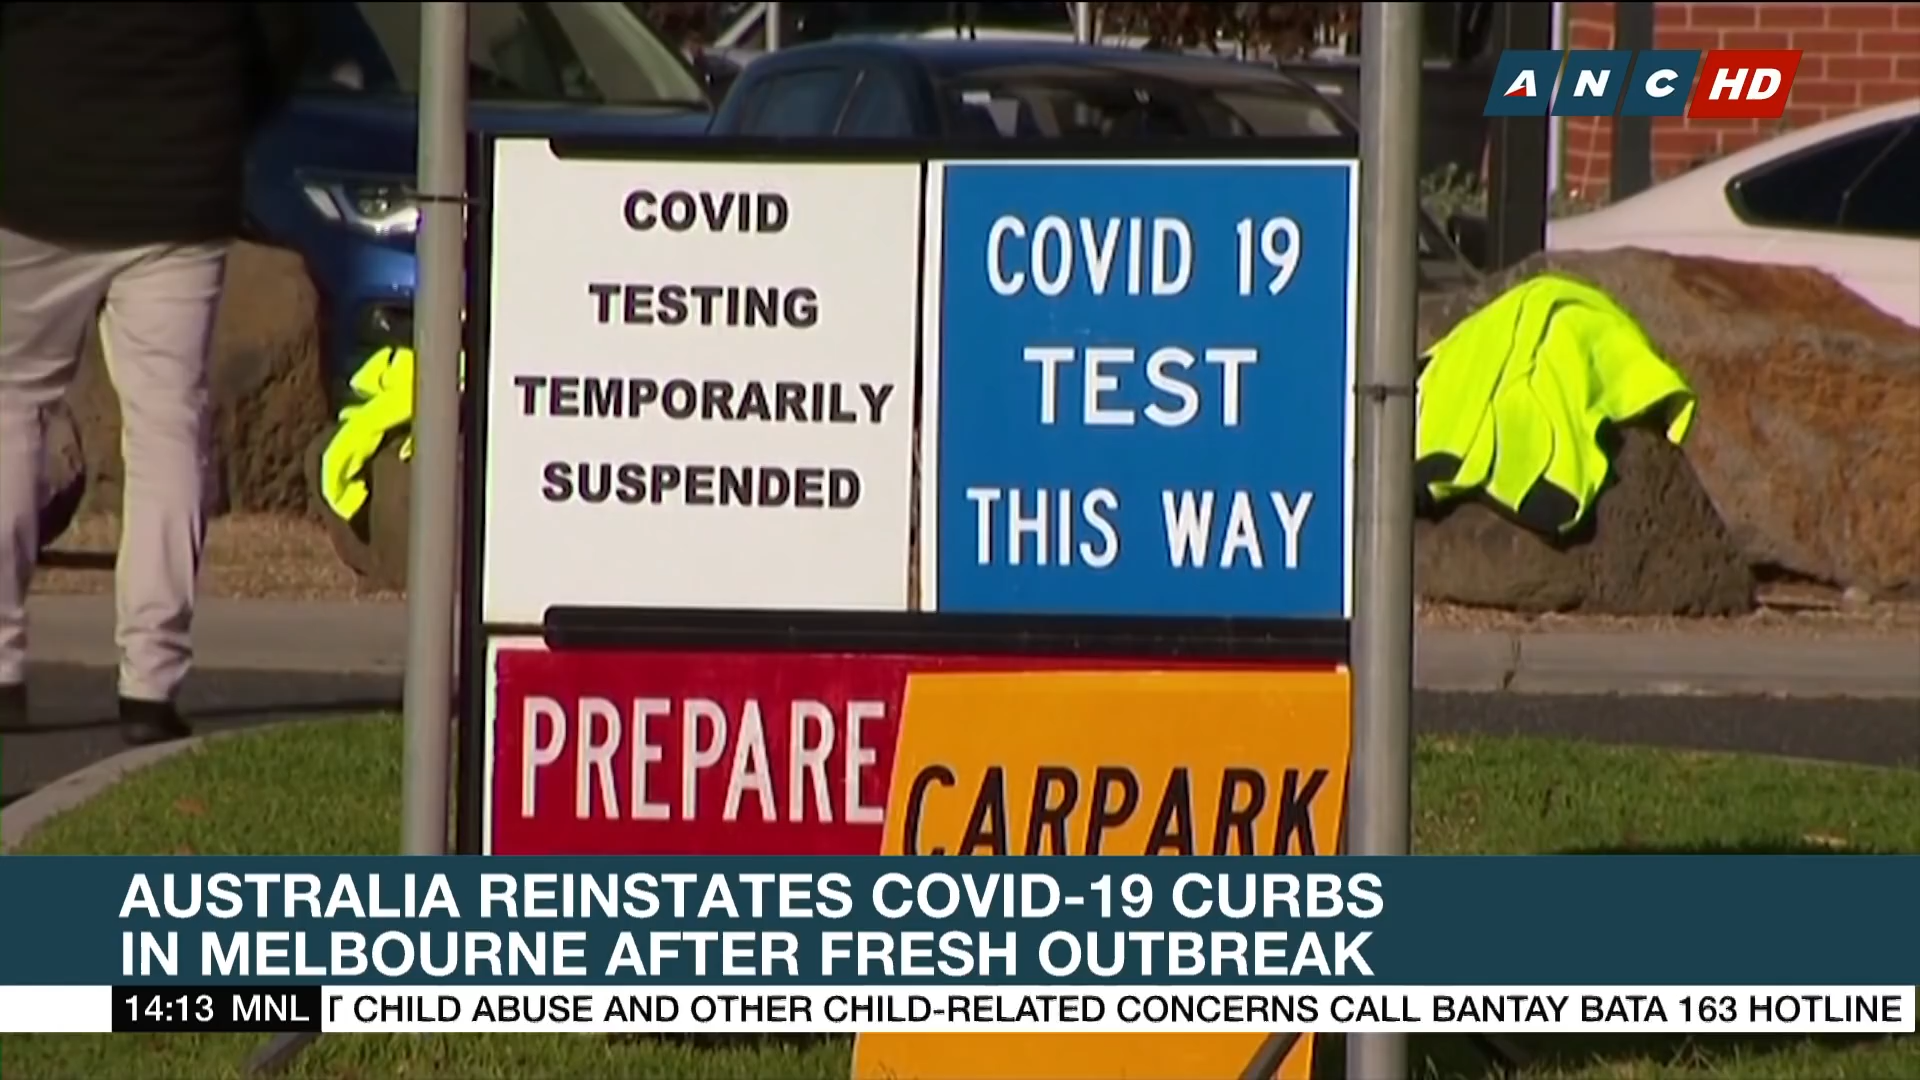 ANC HD
COVID
TESTING
TEMPORARILY
SUSPENDED
COVID 19
TEST
THIS WAY
PREPARE
CARPARK
AUSTRALIA REINSTATES COVID-19 CURBS
IN MELBOURNE AFTER FRESH OUTBREAK
14:13 MNL
CHILD ABUSE AND OTHER CHILD-RELATED CONCERNS CALL BANTAY BATA 163 HOTLINE